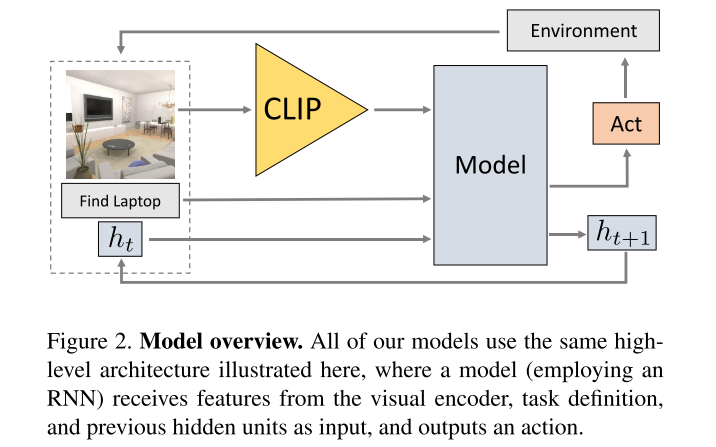 Environment
CLIP
Act
Model
Find Laptop
h_t
h_{t+1}
Figure 2. Model overview. All of our models use the same high-
level architecture illustrated here, where a model (employing an
RNN) receives features from the visual encoder, task definition,
and previous hidden units as input, and outputs an action.